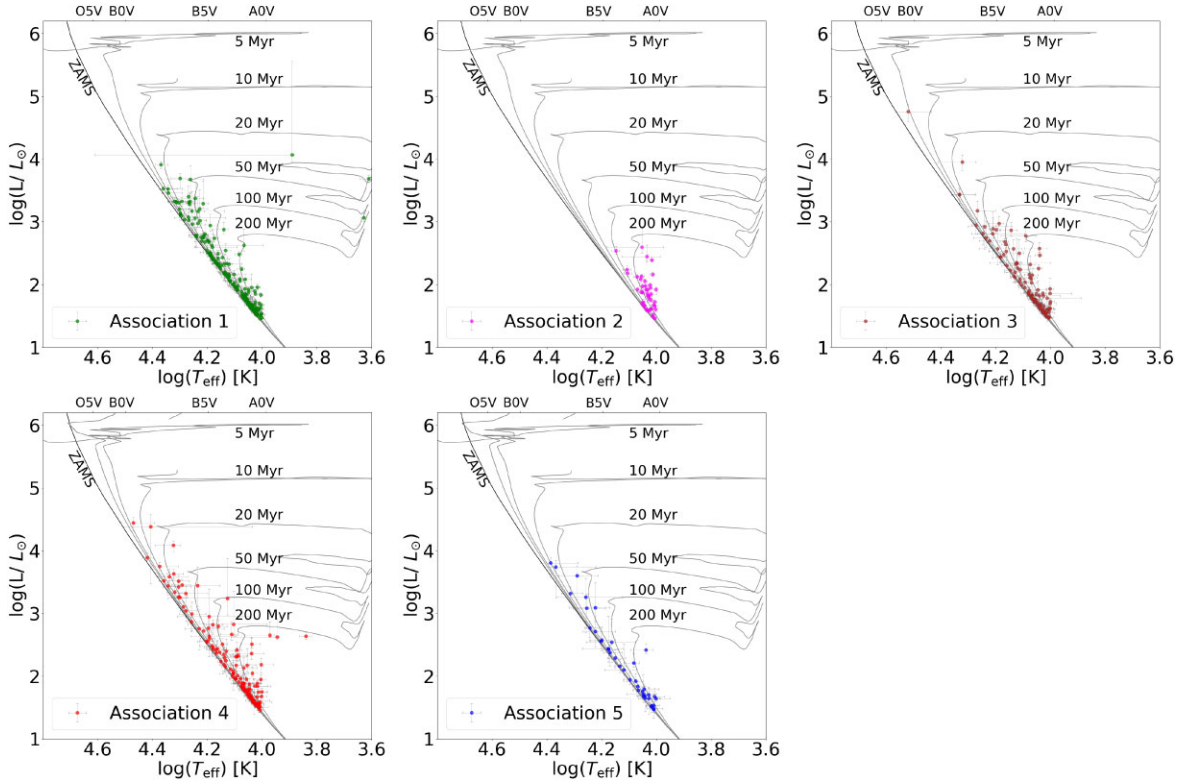 O5V B0V B5V A0V
6
5
4
3
2
1
log(L/ L⊙)
ZAMS
5 Myr
10 Myr
20 Myr
50 Myr
100 Myr
200 Myr
Association 1
4.6 4.4 4.2 4.0 3.8 3.6
log(Teff) [K]
O5V B0V B5V A0V
6
5
4
3
2
1
log(L/ L⊙)
ZAMS
5 Myr
10 Myr
20 Myr
50 Myr
100 Myr
200 Myr
Association 2
4.6 4.4 4.2 4.0 3.8 3.6
log(Teff) [K]
O5V B0V B5V A0V
6
5
4
3
2
1
log(L/ L⊙)
ZAMS
5 Myr
10 Myr
20 Myr
50 Myr
100 Myr
200 Myr
Association 3
4.6 4.4 4.2 4.0 3.8 3.6
log(Teff) [K]
O5V B0V B5V A0V
6
5
4
3
2
1
log(L/ L⊙)
ZAMS
5 Myr
10 Myr
20 Myr
50 Myr
100 Myr
200 Myr
Association 4
4.6 4.4 4.2 4.0 3.8 3.6
log(Teff) [K]
O5V B0V B5V A0V
6
5
4
3
2
1
log(L/ L⊙)
ZAMS
5 Myr
10 Myr
20 Myr
50 Myr
100 Myr
200 Myr
Association 5
4.6 4.4 4.2 4.0 3.8 3.6
log(Teff) [K]